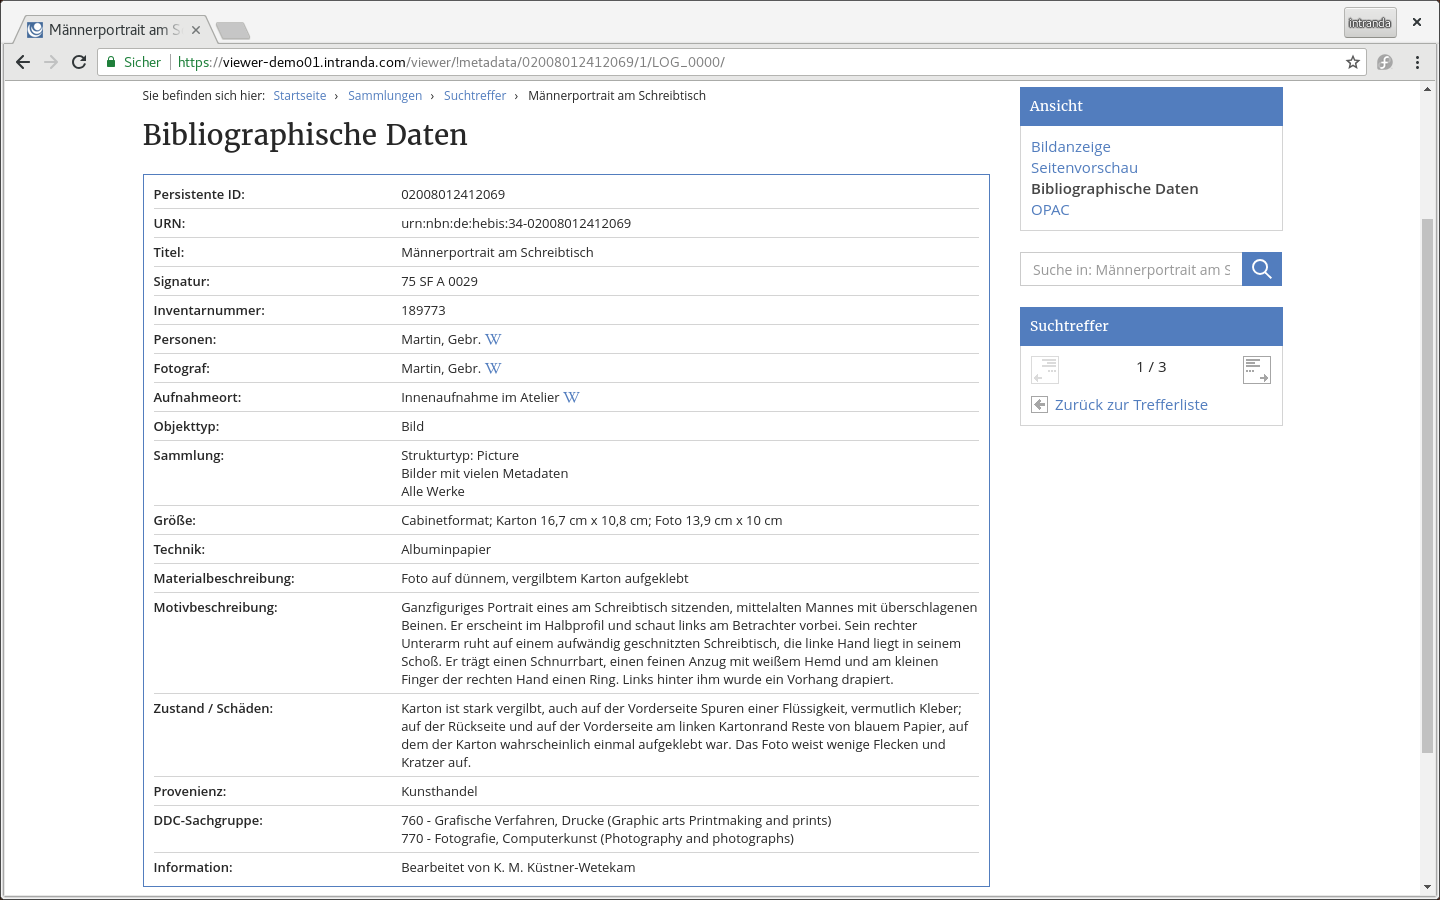 Männerportrait am S
intranda
Sicher
https://viewer-demo01.intranda.com/viewer/!metadata/02008012412069/1/LOG_0000/
Sie befinden sich hier: Startseite › Sammlungen › Suchtreffer › Männerportrait am Schreibtisch
Bibliographische Daten
Persistente ID: 02008012412069
URN: urn:nbn:de:hebis:34-02008012412069
Titel: Männerportrait am Schreibtisch
Signatur: 75 SF A 0029
Inventarnummer: 189773
Personen: Martin, Gebr. W
Fotograf: Martin, Gebr. W
Aufnahmeort: Innenaufnahme im Atelier W
Objekttyp: Bild
Sammlung: Strukturtyp: Picture
Bilder mit vielen Metadaten
Alle Werke
Größe: Cabinetformat; Karton 16,7 cm x 10,8 cm; Foto 13,9 cm x 10 cm
Technik: Albuminpapier
Materialbeschreibung: Foto auf dünnem, vergilbtem Karton aufgeklebt
Motivbeschreibung: Ganzfiguriges Portrait eines am Schreibtisch sitzenden, mittelalten Mannes mit überschlagenen
Beinen. Er erscheint im Halbprofil und schaut links am Betrachter vorbei. Sein rechter
Unterarm ruht auf einem aufwändig geschnitzten Schreibtisch, die linke Hand liegt in seinem
Schoß. Er trägt einen Schnurrbart, einen feinen Anzug mit weißem Hemd und am kleinen
Finger der rechten Hand einen Ring. Links hinter ihm wurde ein Vorhang drapiert.
Zustand / Schäden: Karton ist stark vergilbt, auch auf der Vorderseite Spuren einer Flüssigkeit, vermutlich Kleber;
auf der Rückseite und auf der Vorderseite am linken Kartonrand Reste von blauem Papier, auf
dem der Karton wahrscheinlich einmal aufgeklebt war. Das Foto weist wenige Flecken und
Kratzer auf.
Provenienz: Kunsthandel
DDC-Sachgruppe: 760 - Grafische Verfahren, Drucke (Graphic arts Printmaking and prints)
770 - Fotografie, Computerkunst (Photography and photographs)
Information: Bearbeitet von K. M. Küstner-Wetekam
Ansicht
Bildanzeige
Seitenvorschau
Bibliographische Daten
OPAC
Suche in: Männerportrait am S
Suchtreffer
1 / 3
Zurück zur Trefferliste